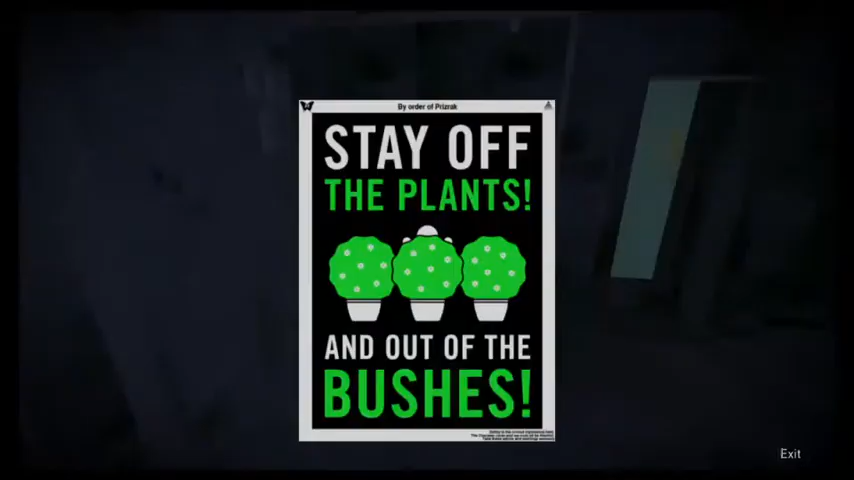 By order of Prizrak
STAY OFF
THE PLANTS!
AND OUT OF THE
BUSHES!
Exit